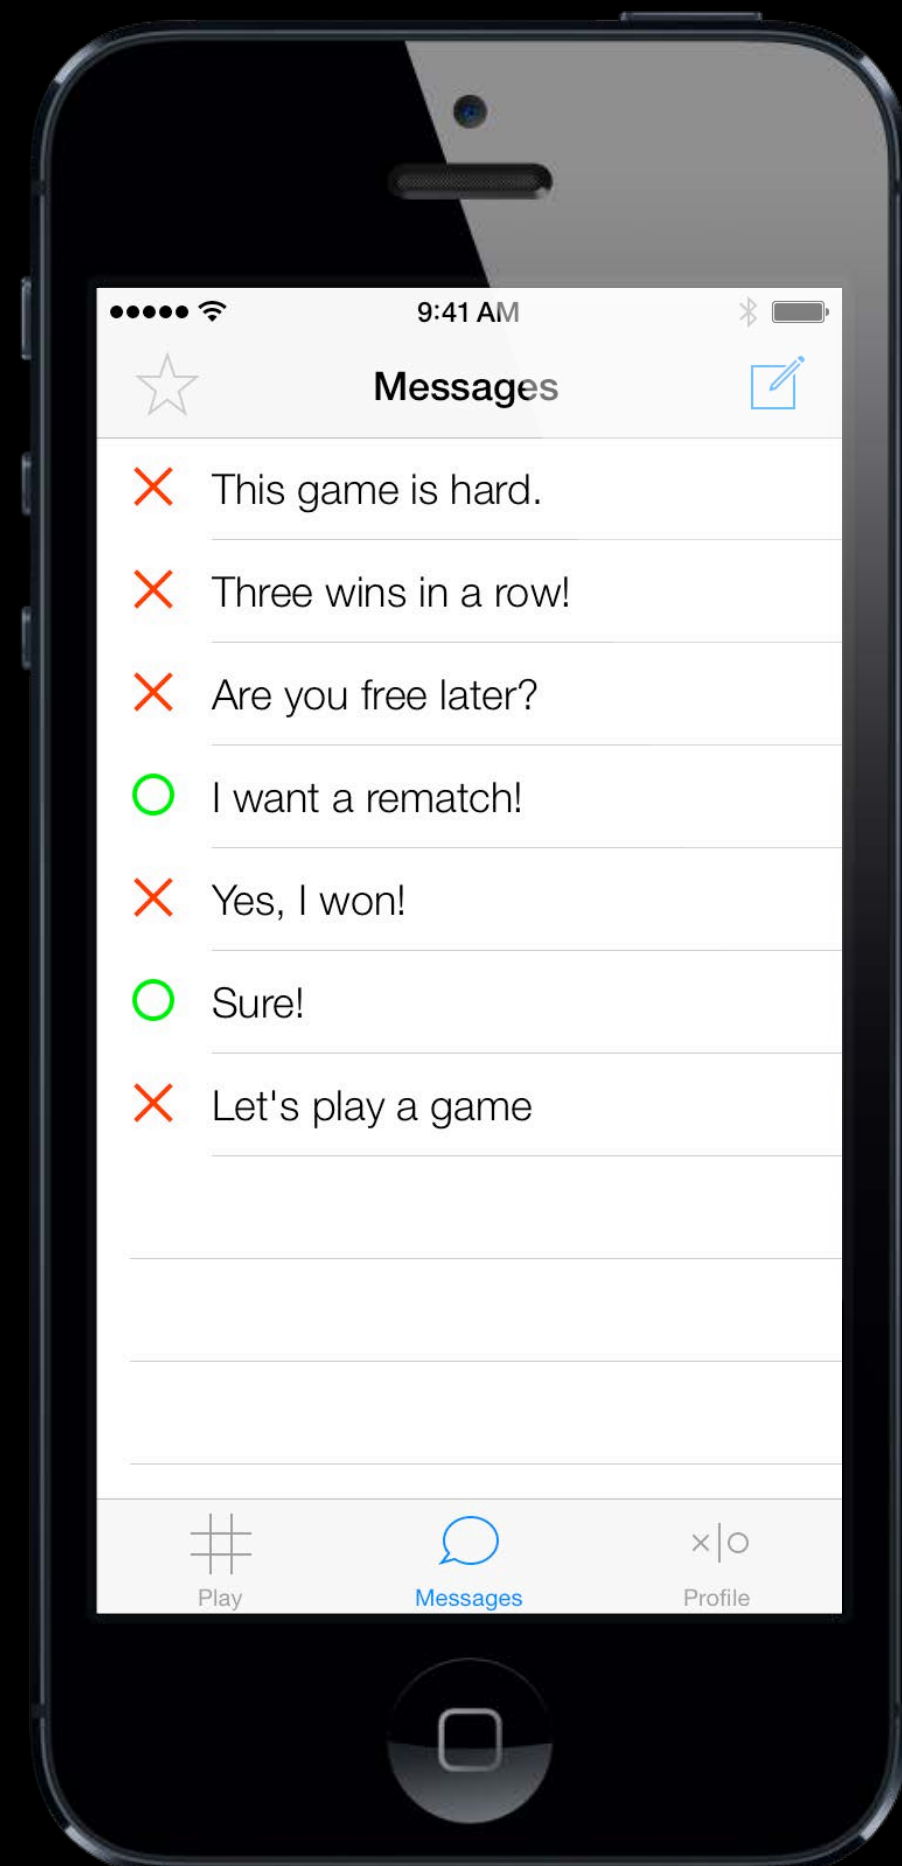 9:41 AM
Messages
This game is hard.
Three wins in a row!
Are you free later?
I want a rematch!
Yes, I won!
Sure!
Let's play a game
Play
Messages
Profile